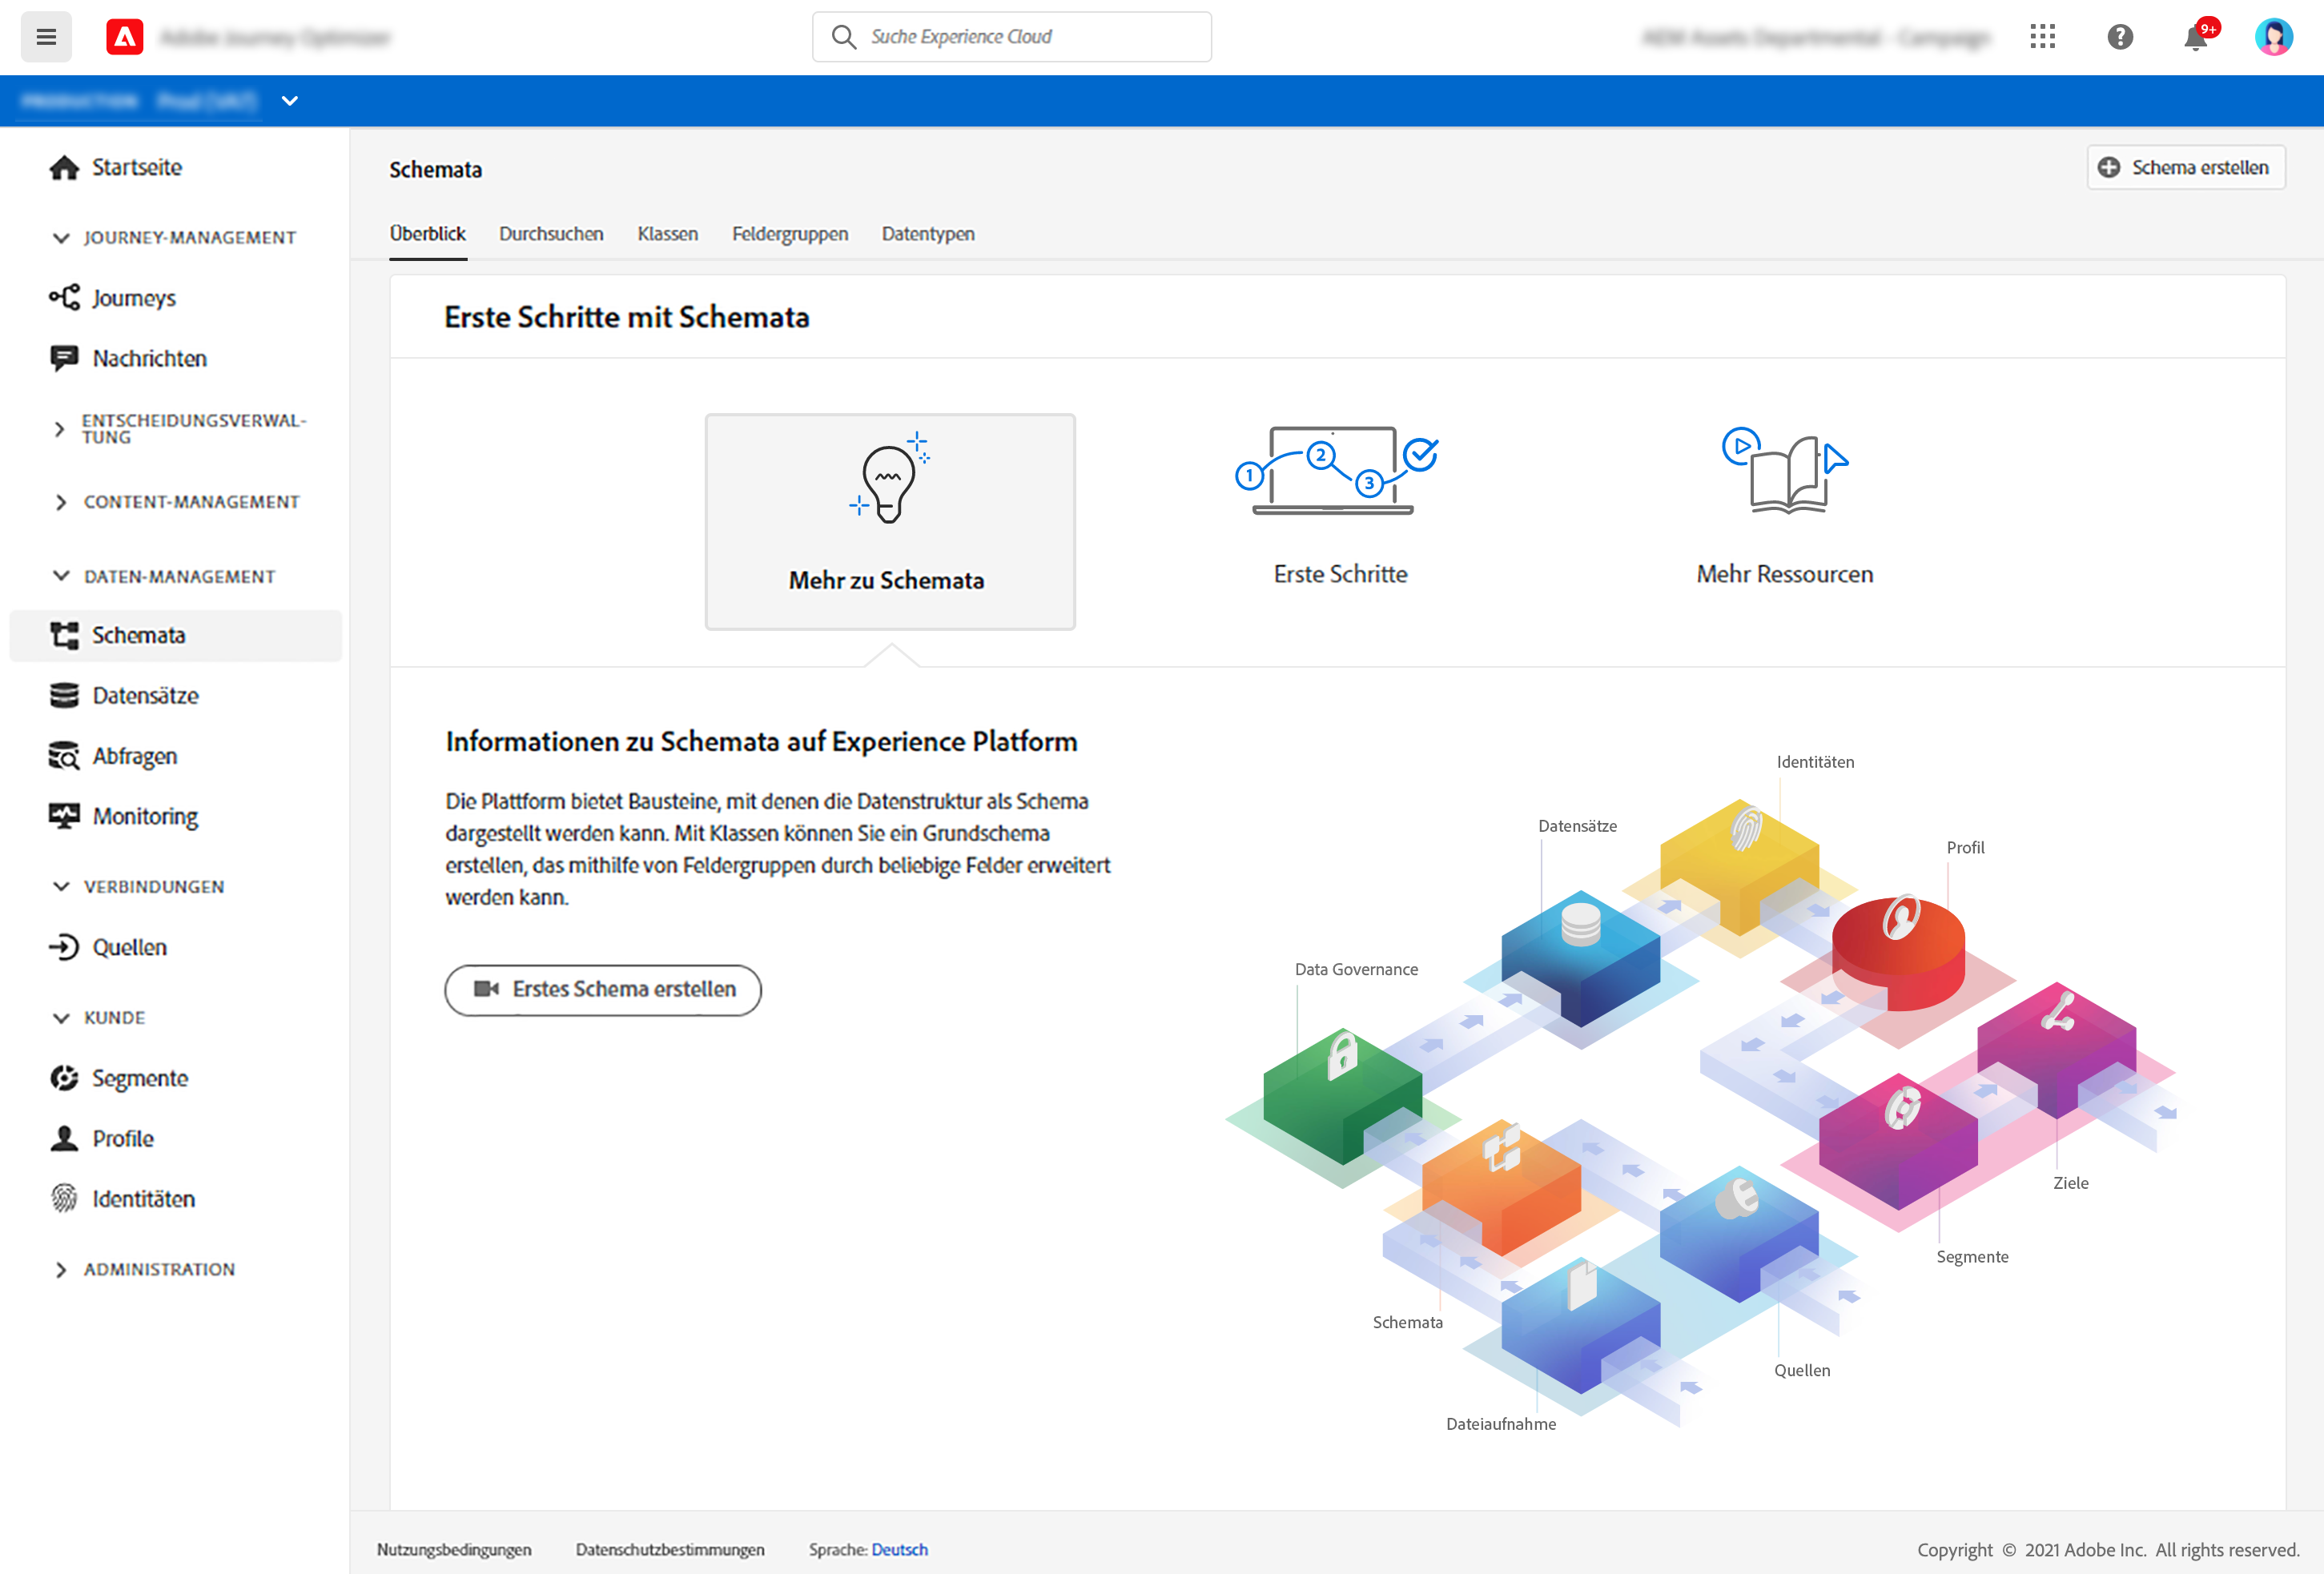 Suche Experience Cloud
9+
Startseite
JOURNEY-MANAGEMENT
Journeys
Nachrichten
ENTSCHEIDUNGSVERWAL-
TUNG
CONTENT-MANAGEMENT
DATEN-MANAGEMENT
Schemata
Datensätze
Abfragen
Monitoring
VERBINDUNGEN
Quellen
KUNDE
Segmente
Profile
Identitäten
ADMINISTRATION
Schemata
Schema erstellen
Überblick Durchsuchen Klassen Feldergruppen Datentypen
Erste Schritte mit Schemata
Mehr zu Schemata
1 2 3
Erste Schritte
Mehr Ressourcen
Informationen zu Schemata auf Experience Platform
Die Plattform bietet Bausteine, mit denen die Datenstruktur als Schema
dargestellt werden kann. Mit Klassen können Sie ein Grundschema
erstellen, das mithilfe von Feldergruppen durch beliebige Felder erweitert
werden kann.
Erstes Schema erstellen
Identitäten
Datensätze
Profil
Data Governance
Ziele
Segmente
Schemata
Quellen
Dateiaufnahme
Nutzungsbedingungen Datenschutzbestimmungen Sprache: Deutsch
Copyright © 2021 Adobe Inc. All rights reserved.